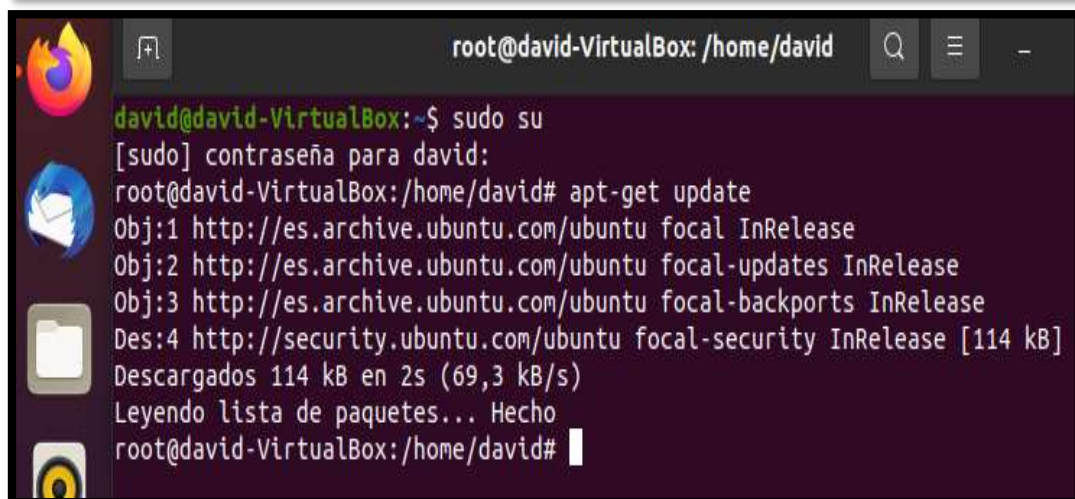 root@david-VirtualBox: /home/david
david@david-VirtualBox:~$ sudo su
[sudo] contraseña para david:
root@david-VirtualBox:/home/david# apt-get update
Obj:1 http://es.archive.ubuntu.com/ubuntu focal InRelease
Obj:2 http://es.archive.ubuntu.com/ubuntu focal-updates InRelease
Obj:3 http://es.archive.ubuntu.com/ubuntu focal-backports InRelease
Des:4 http://security.ubuntu.com/ubuntu focal-security InRelease [114 kB]
Descargados 114 kB en 2s (69,3 kB/s)
Leyendo lista de paquetes... Hecho
root@david-VirtualBox:/home/david#